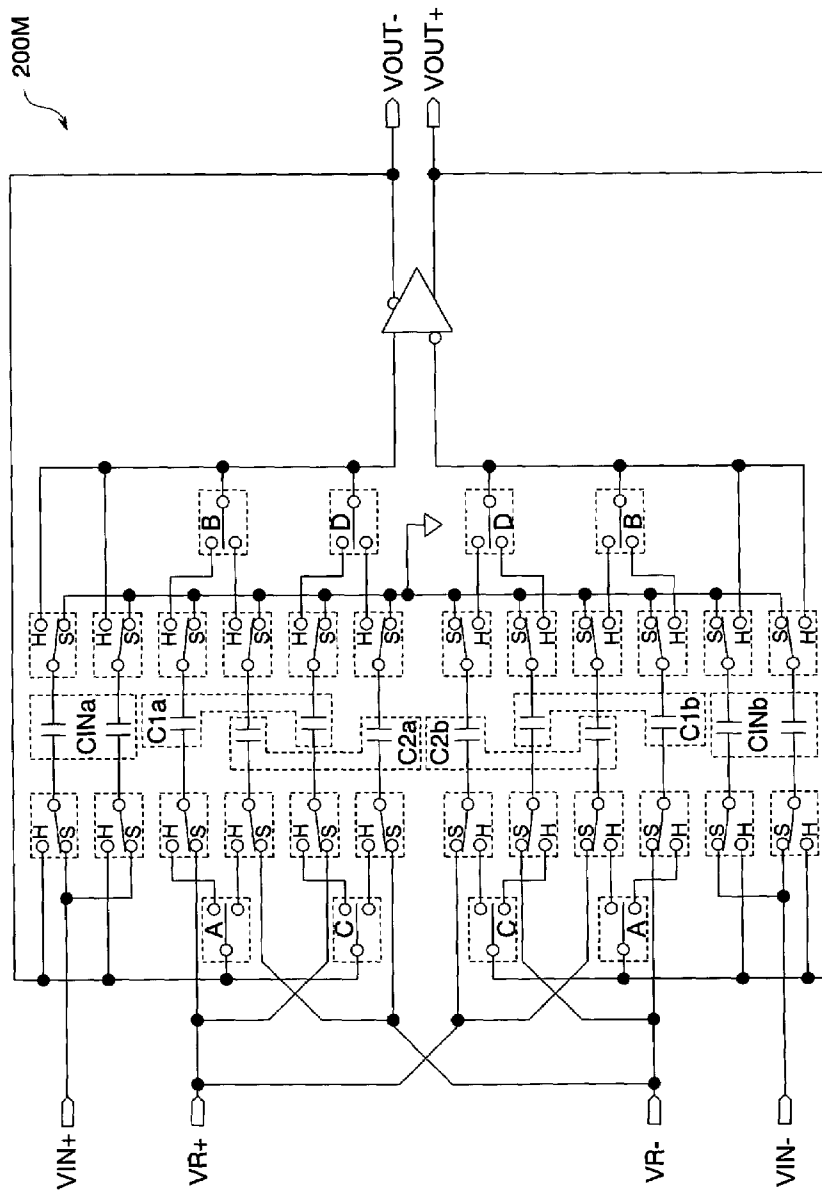 200M
VOUT-
VOUT+
B D D B
H S H S H S H S H S H S S H S H S H S H S H S H
CINa C1a C2a C2b C1b CINb
H S H S H S H S H S H S S H S H S H S H S H S H
A C C A
VIN+
VR+
VR-
VIN-